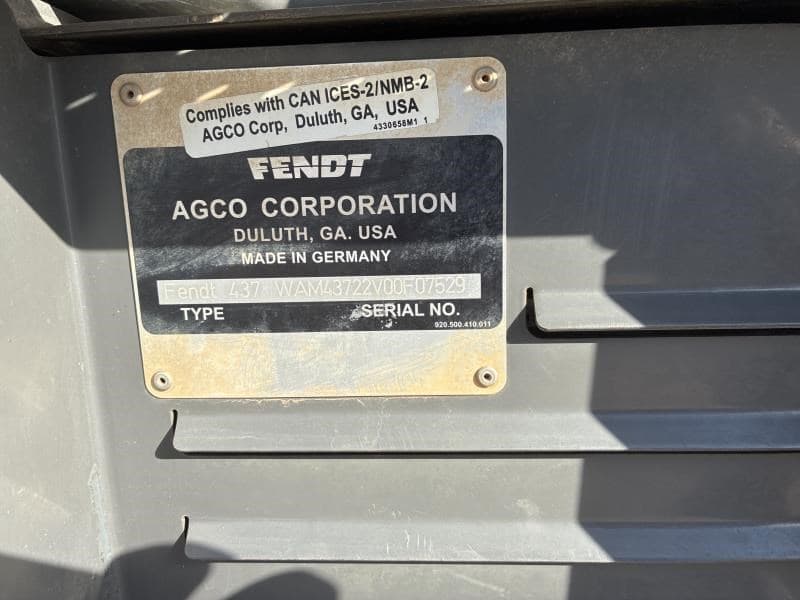 Complies with CAN ICES-2/NMB-2
AGCO Corp, Duluth, GA, USA
4330658M1 1
FENDT
AGCO CORPORATION
DULUTH, GA. USA
MADE IN GERMANY
Fendt 437 WAM43722V00F07529
TYPE SERIAL NO.
920.500.410.011